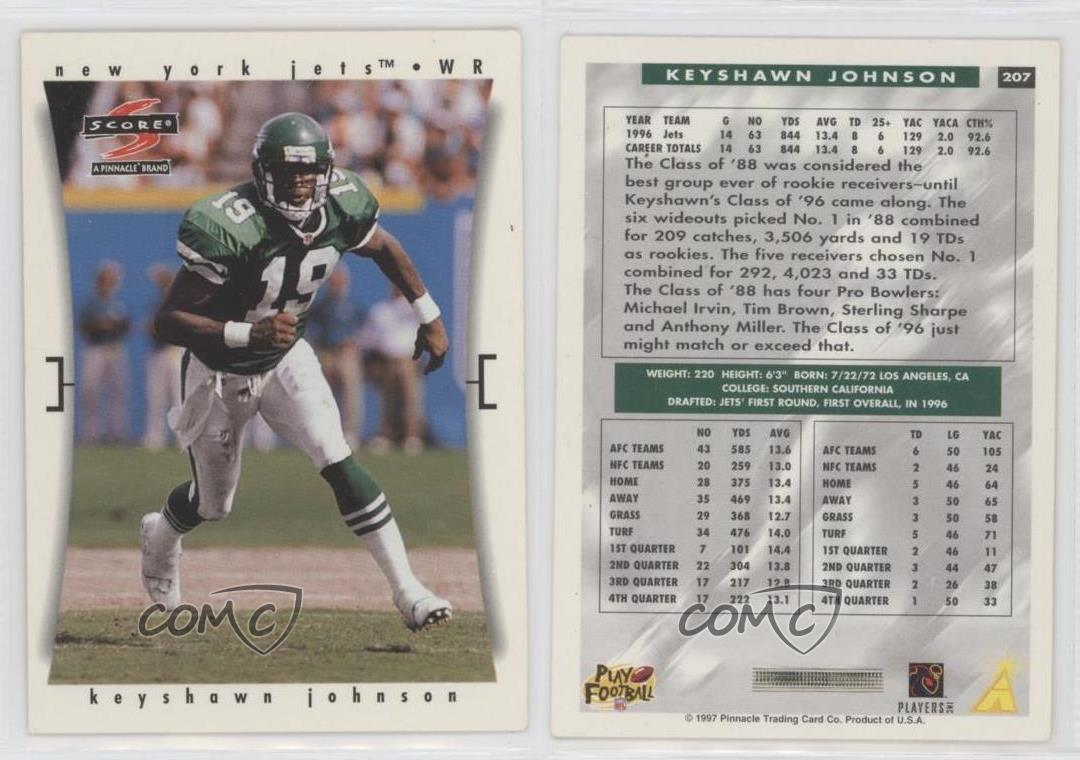 new york jets™ • WR
SCORE®
A PINNACLE® BRAND
19
19
19
COMC
keyshawn johnson
KEYSHAWN JOHNSON 207
YEAR TEAM G NO YDS AVG TD 25+ YAC YACA CTH%
1996 Jets 14 63 844 13.4 8 6 129 2.0 92.6
CAREER TOTALS 14 63 844 13.4 8 6 129 2.0 92.6
The Class of '88 was considered the
best group ever of rookie receivers–until
Keyshawn's Class of '96 came along. The
six wideouts picked No. 1 in '88 combined
for 209 catches, 3,506 yards and 19 TDs
as rookies. The five receivers chosen No. 1
combined for 292, 4,023 and 33 TDs.
The Class of '88 has four Pro Bowlers:
Michael Irvin, Tim Brown, Sterling Sharpe
and Anthony Miller. The Class of '96 just
might match or exceed that.
WEIGHT: 220 HEIGHT: 6'3" BORN: 7/22/72 LOS ANGELES, CA
COLLEGE: SOUTHERN CALIFORNIA
DRAFTED: JETS' FIRST ROUND, FIRST OVERALL, IN 1996
NO YDS AVG
AFC TEAMS 43 585 13.6
NFC TEAMS 20 259 13.0
HOME 28 375 13.4
AWAY 35 469 13.4
GRASS 29 368 12.7
TURF 34 476 14.0
1ST QUARTER 7 101 14.4
2ND QUARTER 22 304 13.8
3RD QUARTER 17 217 12.8
4TH QUARTER 17 222 13.1
TD LG YAC
AFC TEAMS 6 50 105
NFC TEAMS 2 46 24
HOME 5 46 64
AWAY 3 50 65
GRASS 3 50 58
TURF 5 46 71
1ST QUARTER 2 46 11
2ND QUARTER 3 44 47
3RD QUARTER 2 26 38
4TH QUARTER 1 50 33
COMC
PLAY
FOOTBALL
NFL
PLAYERS INC
© 1997 Pinnacle Trading Card Co. Product of U.S.A.